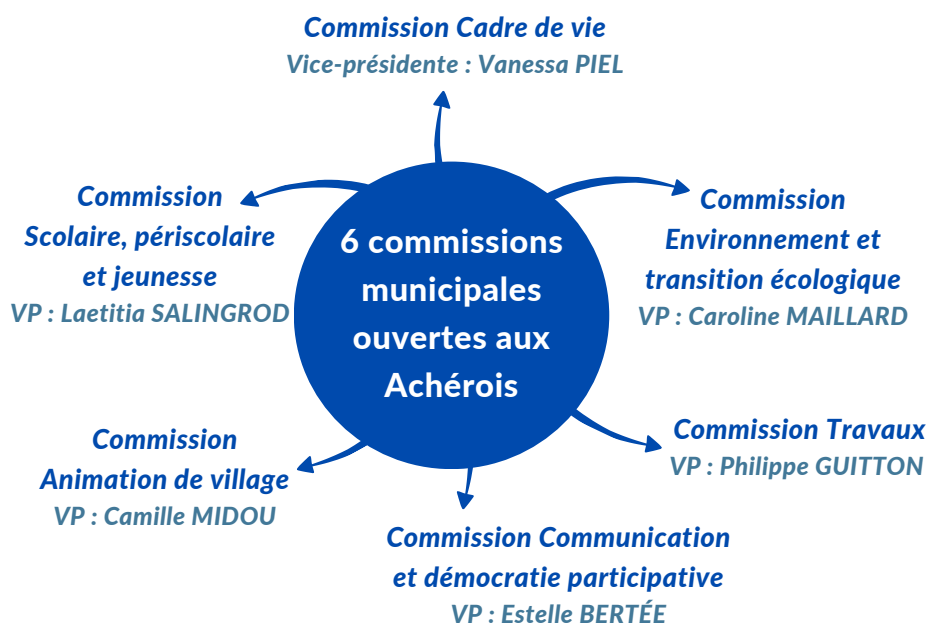 Commission Cadre de vie
Vice-présidente : Vanessa PIEL
Commission
Scolaire, périscolaire
et jeunesse
VP : Laetitia SALINGROD
6 commissions
municipales
ouvertes aux
Achérois
Commission
Environnement et
transition écologique
VP : Caroline MAILLARD
Commission
Animation de village
VP : Camille MIDOU
Commission Travaux
VP : Philippe GUITTON
Commission Communication
et démocratie participative
VP : Estelle BERTÉE